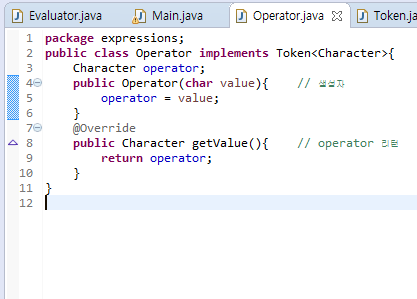 Evaluator.java Main.java Operator.java Token.j
1 package expressions;
2 public class Operator implements Token<Character>{
3 Character operator;
4 public Operator(char value){ // 생성자
5 operator = value;
6 }
7 @Override
8 public Character getValue(){ // operator 리턴
9 return operator;
10 }
11 }
12